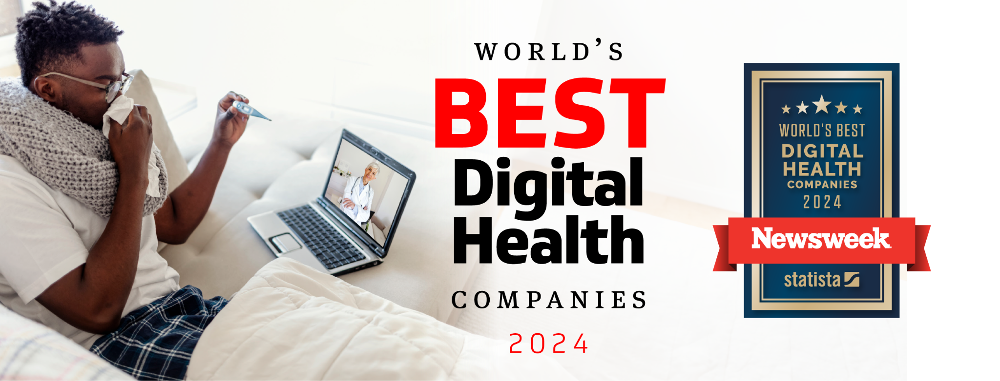 WORLD'S
BEST
Digital
Health
COMPANIES
2024
WORLD'S BEST
DIGITAL
HEALTH
COMPANIES
2024
Newsweek
statista